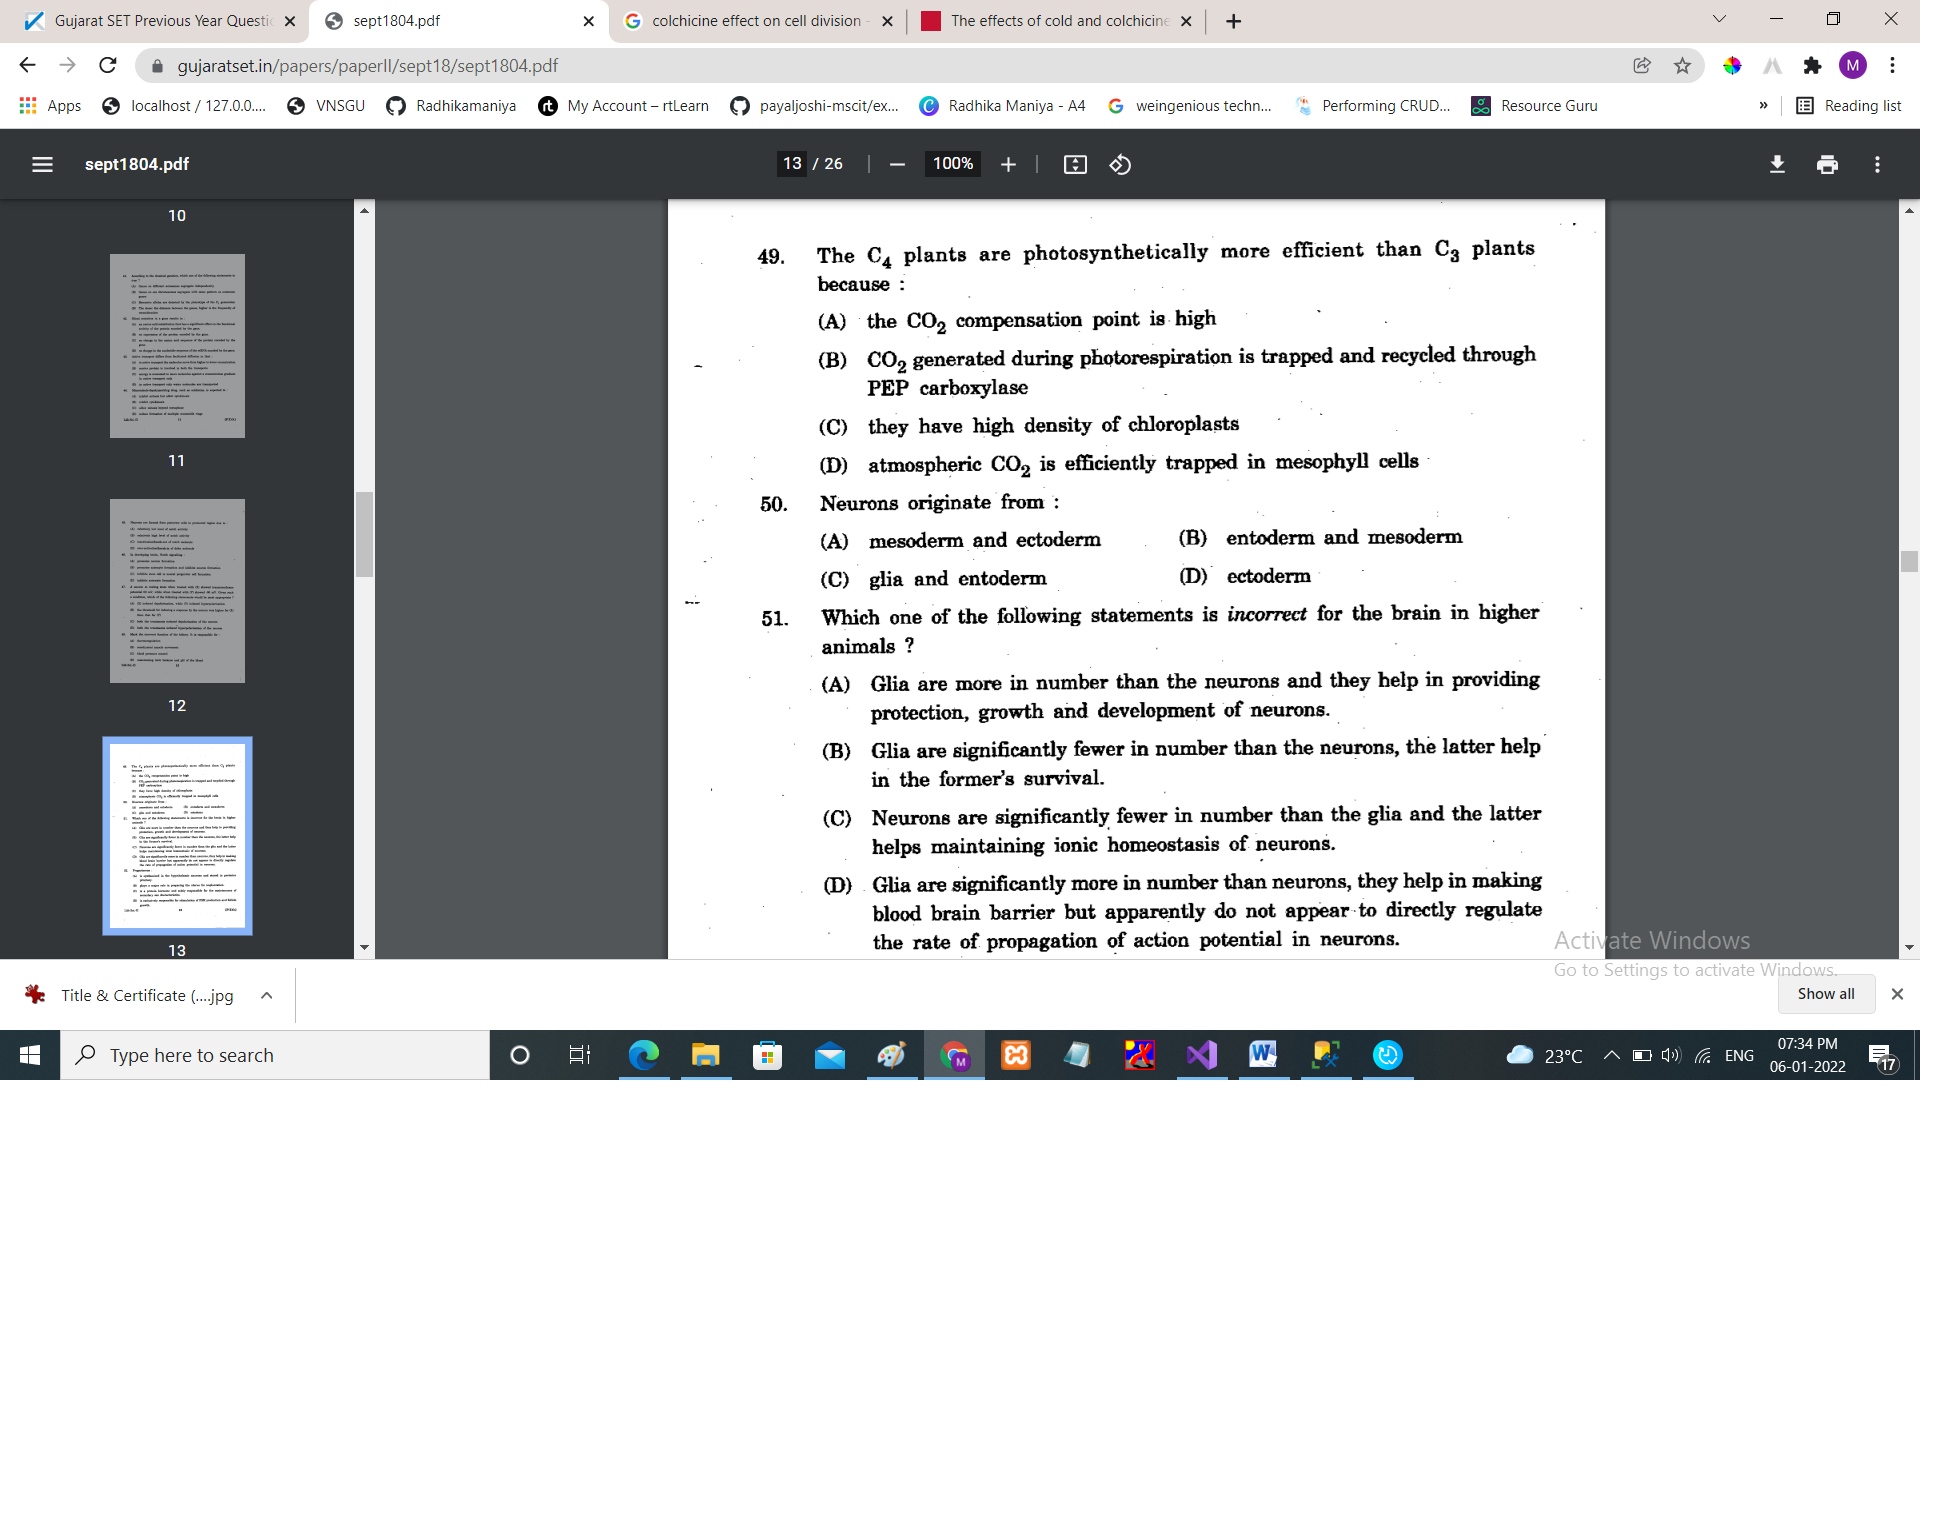 Gujarat SET Previous Year Questic
sept1804.pdf
colchicine effect on cell division -
The effects of cold and colchicine
gujaratset.in/papers/paperII/sept18/sept1804.pdf
M
Apps
localhost / 127.0.0....
VNSGU
Radhikamaniya
rt
My Account – rtLearn
payaljoshi-mscit/ex...
Radhika Maniya - A4
weingenious techn...
Performing CRUD...
Resource Guru
»
Reading list
sept1804.pdf
13 / 26
100%
10
11
12
13
49. The C4 plants are photosynthetically more efficient than C3 plants
because :
(A) the CO2 compensation point is high
(B) CO2 generated during photorespiration is trapped and recycled through
PEP carboxylase
(C) they have high density of chloroplasts
(D) atmospheric CO2 is efficiently trapped in mesophyll cells
50. Neurons originate from :
(A) mesoderm and ectoderm (B) entoderm and mesoderm
(C) glia and entoderm (D) ectoderm
51. Which one of the following statements is incorrect for the brain in higher
animals ?
(A) Glia are more in number than the neurons and they help in providing
protection, growth and development of neurons.
(B) Glia are significantly fewer in number than the neurons, the latter help
in the former's survival.
(C) Neurons are significantly fewer in number than the glia and the latter
helps maintaining ionic homeostasis of neurons.
(D) Glia are significantly more in number than neurons, they help in making
blood brain barrier but apparently do not appear to directly regulate
the rate of propagation of action potential in neurons.
Activate Windows
Go to Settings to activate Windows.
Title & Certificate (....jpg
Show all
Type here to search
M
23°C
ENG
07:34 PM
06-01-2022
17